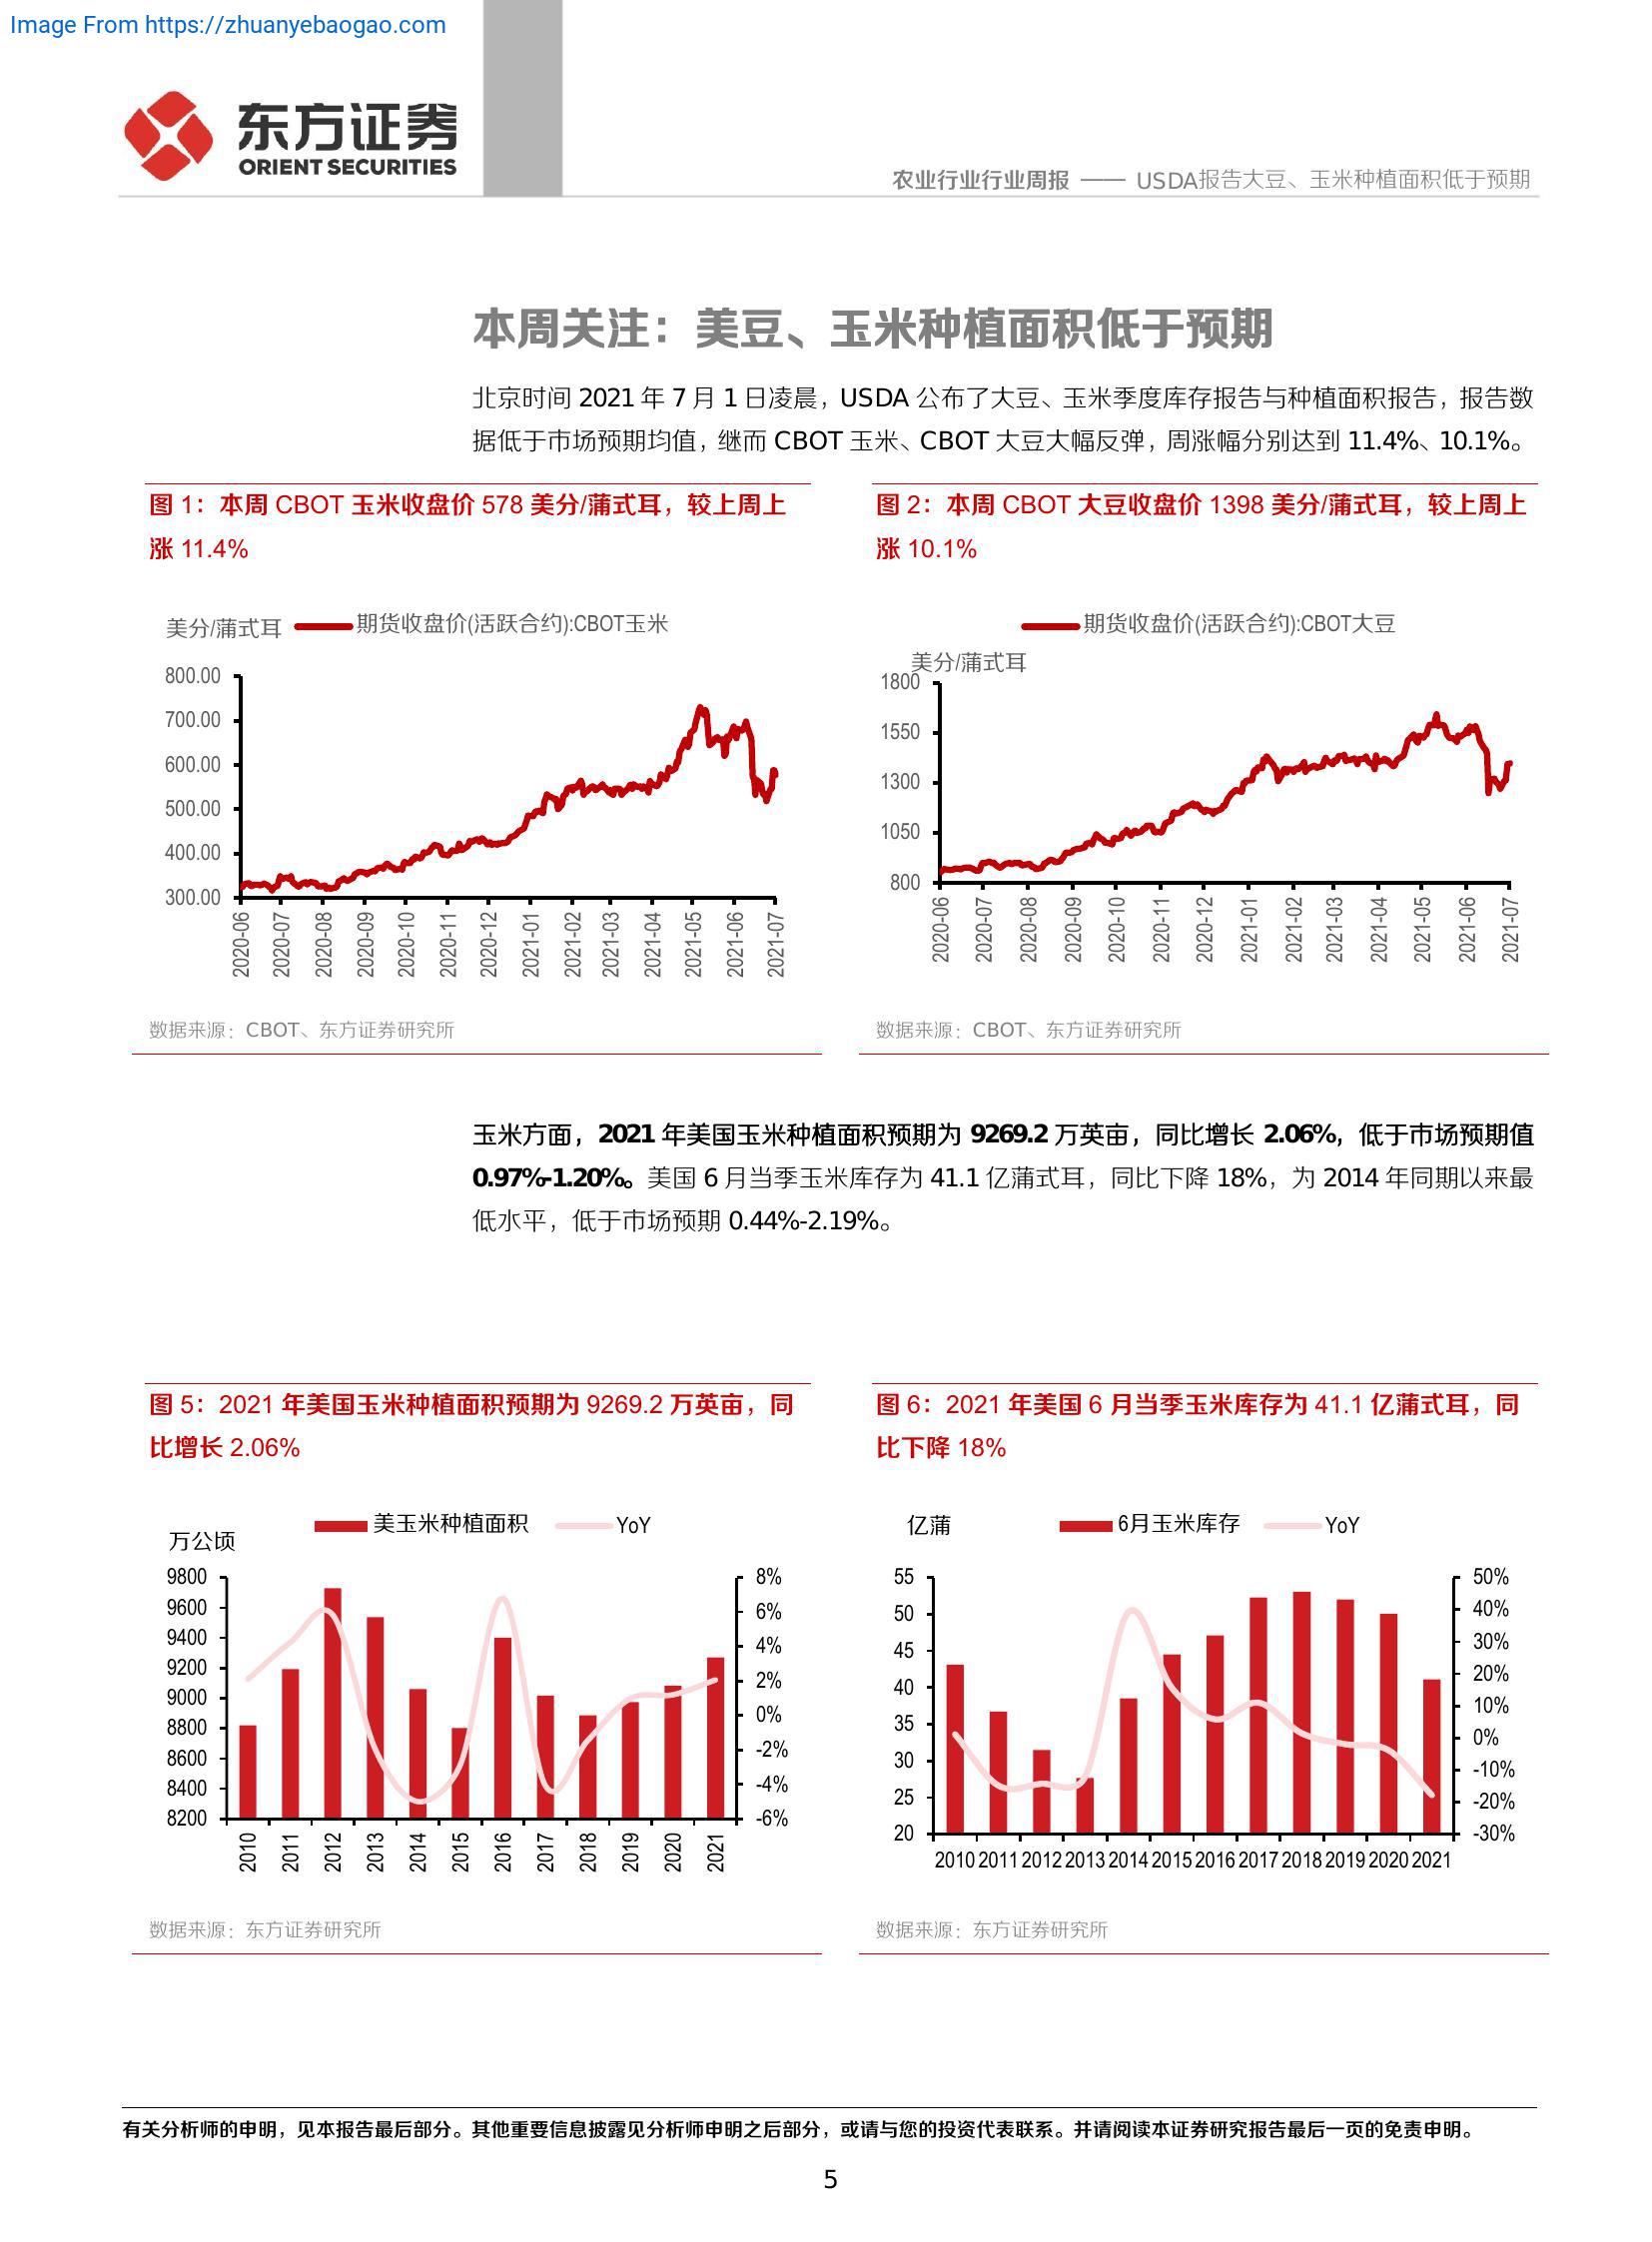 Image From https://zhuanyebaogao.com
东方证券
ORIENT SECURITIES
农业行业行业周报 —— USDA报告大豆、玉米种植面积低于预期
本周关注：美豆、玉米种植面积低于预期
北京时间 2021 年 7 月 1 日凌晨，USDA 公布了大豆、玉米季度库存报告与种植面积报告，报告数
据低于市场预期均值，继而 CBOT 玉米、CBOT 大豆大幅反弹，周涨幅分别达到 11.4%、10.1%。
图 1：本周 CBOT 玉米收盘价 578 美分/蒲式耳，较上周上
涨 11.4%
美分/蒲式耳
期货收盘价(活跃合约):CBOT玉米
800.00
700.00
600.00
500.00
400.00
300.00
2020-06 2020-07 2020-08 2020-09 2020-10 2020-11 2020-12 2021-01 2021-02 2021-03 2021-04 2021-05 2021-06 2021-07
数据来源：CBOT、东方证券研究所
图 2：本周 CBOT 大豆收盘价 1398 美分/蒲式耳，较上周上
涨 10.1%
期货收盘价(活跃合约):CBOT大豆
美分/蒲式耳
1800
1550
1300
1050
800
2020-06 2020-07 2020-08 2020-09 2020-10 2020-11 2020-12 2021-01 2021-02 2021-03 2021-04 2021-05 2021-06 2021-07
数据来源：CBOT、东方证券研究所
玉米方面，2021 年美国玉米种植面积预期为 9269.2 万英亩，同比增长 2.06%，低于市场预期值
0.97%-1.20%。美国 6 月当季玉米库存为 41.1 亿蒲式耳，同比下降 18%，为 2014 年同期以来最
低水平，低于市场预期 0.44%-2.19%。
图 5：2021 年美国玉米种植面积预期为 9269.2 万英亩，同
比增长 2.06%
万公顷
美玉米种植面积 YoY
9800 8%
9600 6%
9400 4%
9200 2%
9000 0%
8800 -2%
8600 -4%
8400 -6%
8200
2010 2011 2012 2013 2014 2015 2016 2017 2018 2019 2020 2021
数据来源：东方证券研究所
图 6：2021 年美国 6 月当季玉米库存为 41.1 亿蒲式耳，同
比下降 18%
亿蒲
6月玉米库存 YoY
55 50%
50 40%
45 30%
40 20%
35 10%
30 0%
25 -10%
20 -20%
-30%
2010 2011 2012 2013 2014 2015 2016 2017 2018 2019 2020 2021
数据来源：东方证券研究所
有关分析师的申明，见本报告最后部分。其他重要信息披露见分析师申明之后部分，或请与您的投资代表联系。并请阅读本证券研究报告最后一页的免责申明。
5